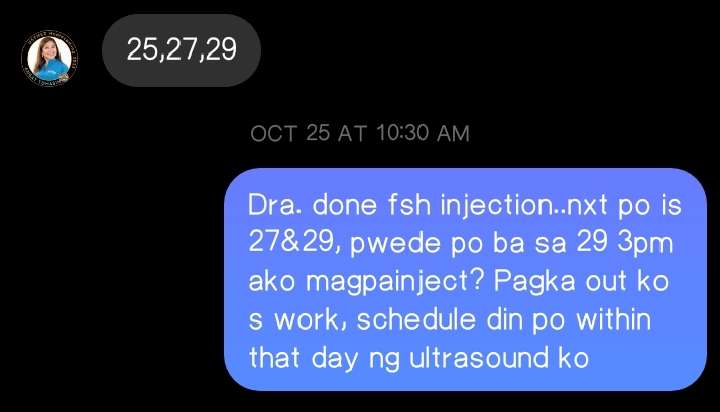 25,27,29
OCT 25 AT 10:30 AM
Dra. done fsh injection..nxt po is
27&29, pwede po ba sa 29 3pm
ako magpainject? Pagka out ko
s work, schedule din po within
that day ng ultrasound ko